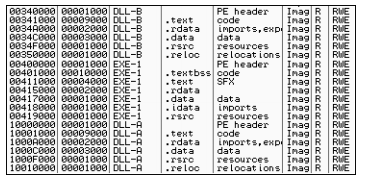 00340000 00001000 DLL-B PE header Imag R RWE
00341000 00009000 DLL-B .text code Imag R RWE
0034A000 00002000 DLL-B .rdata imports,expo Imag R RWE
0034C000 00003000 DLL-B .data data Imag R RWE
0034F000 00001000 DLL-B .rsrc resources Imag R RWE
00350000 00001000 DLL-B .reloc relocations Imag R RWE
00400000 00001000 EXE-1 PE header Imag R RWE
00401000 00010000 EXE-1 .textbss code Imag R RWE
00411000 00004000 EXE-1 .text SFX Imag R RWE
00415000 00002000 EXE-1 .rdata Imag R RWE
00417000 00001000 EXE-1 .data data Imag R RWE
00418000 00001000 EXE-1 .idata imports Imag R RWE
00419000 00001000 EXE-1 .rsrc resources Imag R RWE
10000000 00001000 DLL-A PE header Imag R RWE
10001000 00009000 DLL-A .text code Imag R RWE
1000A000 00002000 DLL-A .rdata imports,expo Imag R RWE
1000C000 00003000 DLL-A .data data Imag R RWE
1000F000 00001000 DLL-A .rsrc resources Imag R RWE
10010000 00001000 DLL-A .reloc relocations Imag R RWE